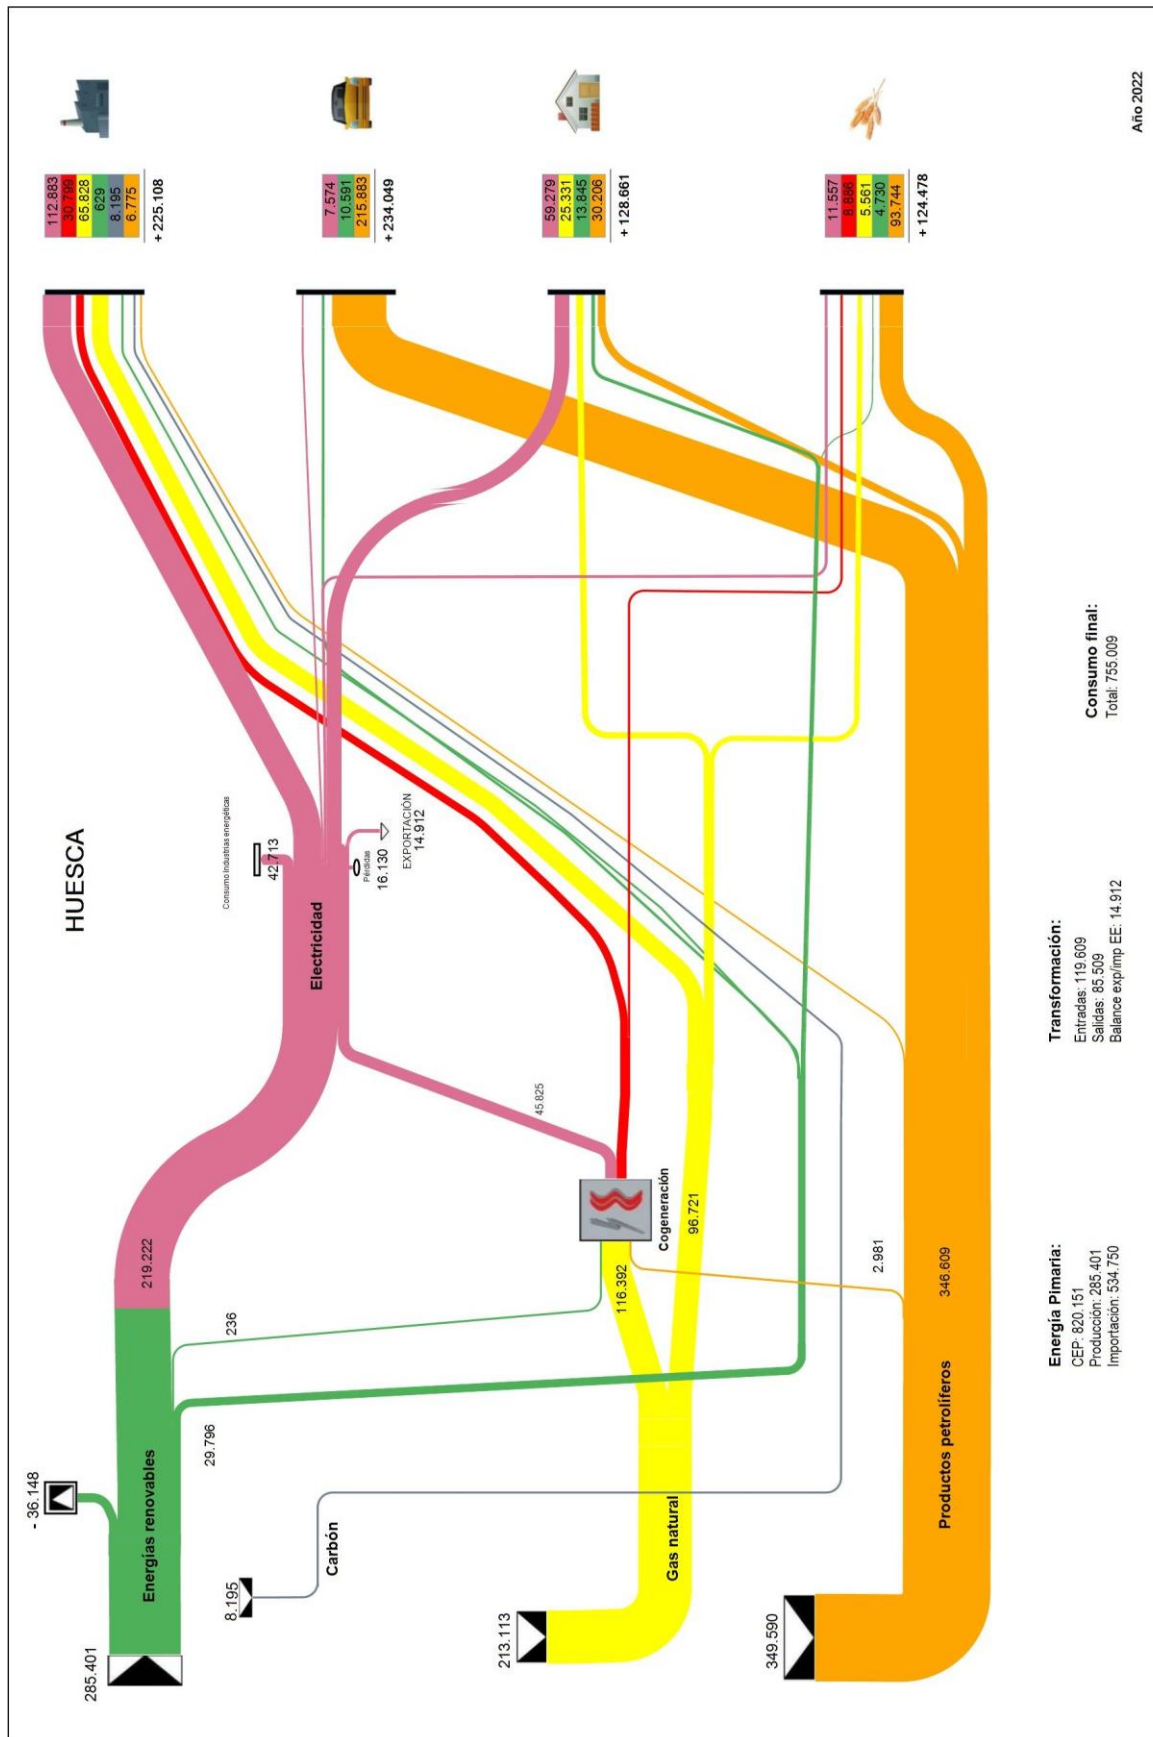 HUESCA
285.401
- 36.148
Energías renovables
29.796
236
219.222
8.195
Carbón
213.113
Gas natural
116.392
96.721
Cogeneración
45.825
349.590
Productos petrolíferos
346.609
2.981
Electricidad
Consumo Industrias energéticas
42.713
Pérdidas
16.130
EXPORTACIÓN
14.912
112.883
30.799
65.828
629
8.195
6.775
+ 225.108
7.574
10.591
215.883
+ 234.049
59.279
25.331
13.845
30.206
+ 128.661
11.557
8.886
5.561
4.730
93.744
+ 124.478
Energía Pimaria:
CEP: 820.151
Producción: 285.401
Importación: 534.750
Transformación:
Entradas: 119.609
Salidas: 85.509
Balance exp/imp EE: 14.912
Consumo final:
Total: 755.009
Año 2022